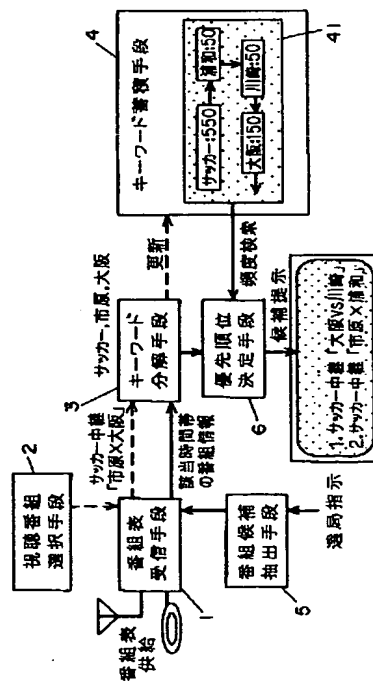 視聴番組
選択手段
2
番組表
供給
番組表
受信手段
1
サッカー中継
「市原×大阪」
該当時間帯
の番組情報
番組候補
抽出手段
5
選局指示
3
キーワード
分解手段
サッカー,市原,大阪
更新
優先順位
決定手段
6
頻度検索
候補提示
1.サッカー中継「大阪VS川崎」
2.サッカー中継「市原×浦和」
4
キーワード蓄積手段
サッカー:550
浦和:50
川崎:50
大阪:150
41